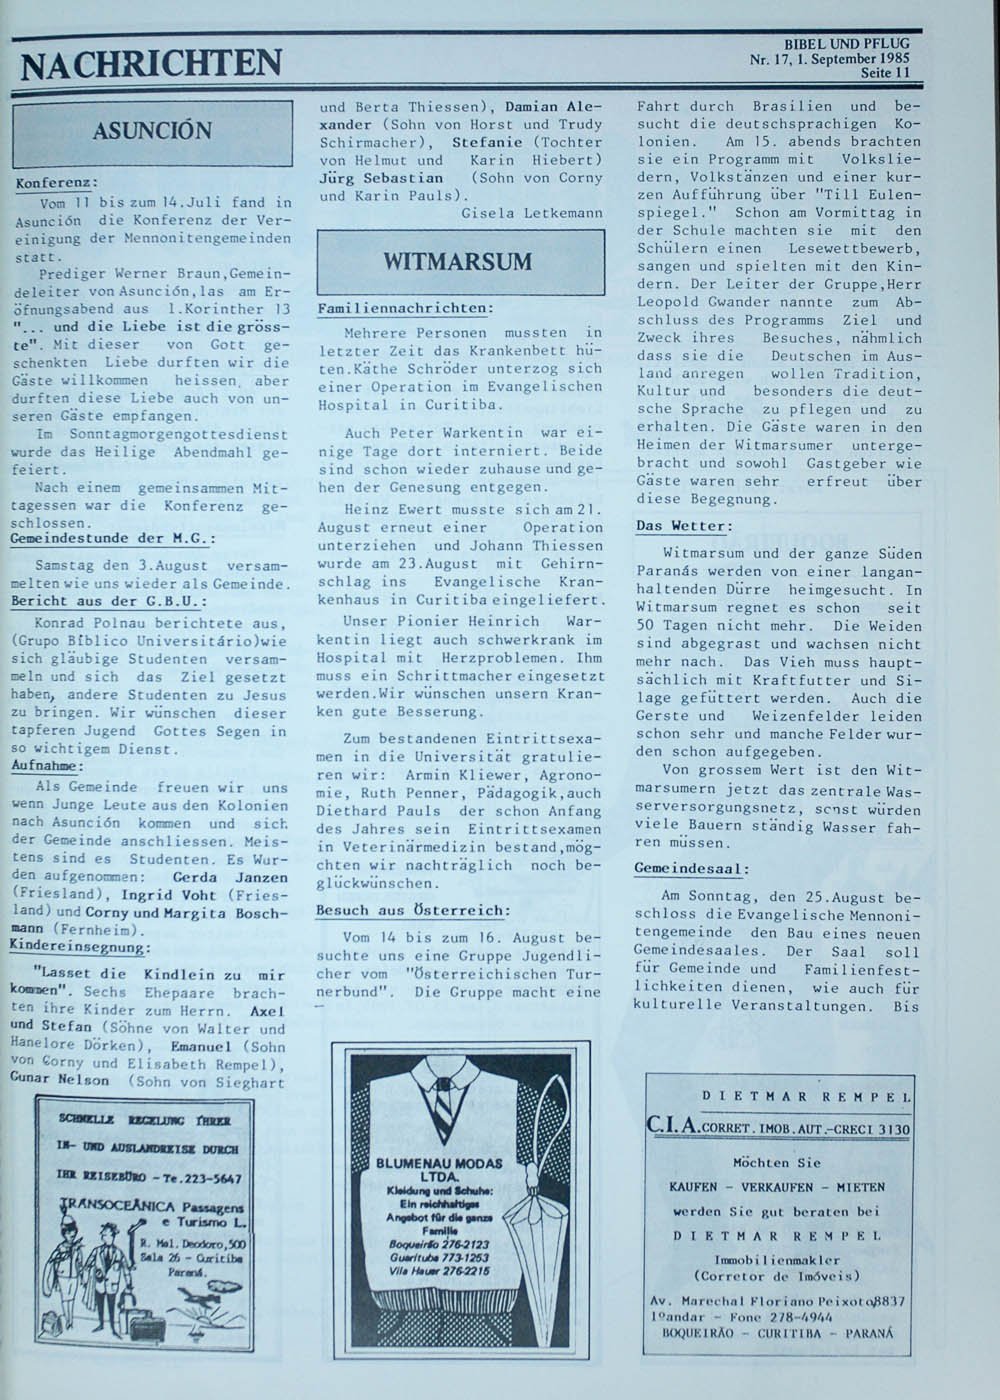 NACHRICHTEN
BIBEL UND PFLUG
Nr. 17, 1. September 1985
Seite 11
ASUNCIÓN
Konferenz:
Vom 11 bis zum 14.Juli fand in
Asunción die Konferenz der Ver-
einigung der Mennonitengemeinden
statt.
Prediger Werner Braun,Gemein-
deleiter von Asunción,las am Er-
öfnungsabend aus 1.Korinther 13
"... und die Liebe ist die gröss-
te". Mit dieser von Gott ge-
schenkten Liebe durften wir die
Gäste willkommen heissen, aber
durften diese Liebe auch von un-
seren Gäste empfangen.
Im Sonntagmorgengottesdienst
wurde das Heilige Abendmahl ge-
feiert.
Nach einem gemeinsammen Mit-
tagessen war die Konferenz ge-
schlossen.
Gemeindestunde der M.G.:
Samstag den 3.August versam-
melten wie uns wieder als Gemeinde.
Bericht aus der G.B.U.:
Konrad Polnau berichtete aus,
(Grupo Bíblico Universitário)wie
sich gläubige Studenten versam-
meln und sich das Ziel gesetzt
haben, andere Studenten zu Jesus
zu bringen. Wir wünschen dieser
tapferen Jugend Gottes Segen in
so wichtigem Dienst.
Aufnahme:
Als Gemeinde freuen wir uns
wenn Junge Leute aus den Kolonien
nach Asunción kommen und sich
der Gemeinde anschliessen. Meis-
tens sind es Studenten. Es Wur-
den aufgenommen: Gerda Janzen
(Friesland), Ingrid Voht (Fries-
land) und Corny und Margita Bosch-
mann (Fernheim).
Kindereinsegnung:
"Lasset die Kindlein zu mir
kommen". Sechs Ehepaare brach-
ten ihre Kinder zum Herrn. Axel
und Stefan (Söhne von Walter und
Hanelore Dörken), Emanuel (Sohn
von Corny und Elisabeth Rempel),
Gunar Nelson (Sohn von Sieghart
SCHNELLE REGELUNG IHRER
IN- UND AUSLANDREISE DURCH
IHR REISEBÜRO - Te. 223-5647
TRANSOCEÂNICA Passagens
e Turismo L.
R. Mal. Deodoro, 500
Sala 26 - Curitiba
Paraná.
und Berta Thiessen), Damian Ale-
xander (Sohn von Horst und Trudy
Schirmacher), Stefanie (Tochter
von Helmut und Karin Hiebert)
Jürg Sebastian (Sohn von Corny
und Karin Pauls).
Gisela Letkemann
WITMARSUM
Familiennachrichten:
Mehrere Personen mussten in
letzter Zeit das Krankenbett hü-
ten.Käthe Schröder unterzog sich
einer Operation im Evangelischen
Hospital in Curitiba.
Auch Peter Warkentin war ei-
nige Tage dort interniert. Beide
sind schon wieder zuhause und ge-
hen der Genesung entgegen.
Heinz Ewert musste sich am 21.
August erneut einer Operation
unterziehen und Johann Thiessen
wurde am 23.August mit Gehirn-
schlag ins Evangelische Kran-
kenhaus in Curitiba eingeliefert.
Unser Pionier Heinrich War-
kentin liegt auch schwerkrank im
Hospital mit Herzproblemen. Ihm
muss ein Schrittmacher eingesetzt
werden.Wir wünschen unsern Kran-
ken gute Besserung.
Zum bestandenen Eintrittsexa-
men in die Universität gratulie-
ren wir: Armin Kliewer, Agrono-
mie, Ruth Penner, Pädagogik,auch
Diethard Pauls der schon Anfang
des Jahres sein Eintrittsexamen
in Veterinärmedizin bestand,mög-
chten wir nachträglich noch be-
glückwünschen.
Besuch aus Österreich:
Vom 14 bis zum 16. August be-
suchte uns eine Gruppe Jugendli-
cher vom "Österreichischen Tur-
nerbund". Die Gruppe macht eine
BLUMENAU MODAS
LTDA.
Kleidung und Schuhe:
Ein reichhaltiges
Angebot für die ganze
Familie
Boqueirão 276-2123
Guarituba 773-1253
Vila Hauer 276-2215
Fahrt durch Brasilien und be-
sucht die deutschsprachigen Ko-
lonien. Am 15. abends brachten
sie ein Programm mit Volkslie-
dern, Volkstänzen und einer kur-
zen Aufführung über "Till Eulen-
spiegel." Schon am Vormittag in
der Schule machten sie mit den
Schülern einen Lesewettbewerb,
sangen und spielten mit den Kin-
dern. Der Leiter der Gruppe,Herr
Leopold Gwander nannte zum Ab-
schluss des Programms Ziel und
Zweck ihres Besuches, nähmlich
dass sie die Deutschen im Aus-
land anregen wollen Tradition,
Kultur und besonders die deut-
sche Sprache zu pflegen und zu
erhalten. Die Gäste waren in den
Heimen der Witmarsumer unterge-
bracht und sowohl Gastgeber wie
Gäste waren sehr erfreut über
diese Begegnung.
Das Wetter:
Witmarsum und der ganze Süden
Paranás werden von einer langan-
haltenden Dürre heimgesucht. In
Witmarsum regnet es schon seit
50 Tagen nicht mehr. Die Weiden
sind abgegrast und wachsen nicht
mehr nach. Das Vieh muss haupt-
sächlich mit Kraftfutter und Si-
lage gefüttert werden. Auch die
Gerste und Weizenfelder leiden
schon sehr und manche Felder wur-
den schon aufgegeben.
Von grossem Wert ist den Wit-
marsumern jetzt das zentrale Was-
serversorgungsnetz, sonst würden
viele Bauern ständig Wasser fah-
ren müssen.
Gemeindesaal:
Am Sonntag, den 25.August be-
schloss die Evangelische Mennoni-
tengemeinde den Bau eines neuen
Gemeindesaales. Der Saal soll
für Gemeinde und Familienfest-
lichkeiten dienen, wie auch für
kulturelle Veranstaltungen. Bis
DIETMAR REMPEL
C.I.A.CORRET.IMOB.AUT.-CRECI 3130
Möchten Sie
KAUFEN - VERKAUFEN - MIETEN
werden Sie gut beraten bei
DIETMAR REMPEL
Immobilienmakler
(Corretor de Imóveis)
Av. Marechal Floriano Peixoto,8837
1ºandar - Fone 278-4944
BOQUEIRÃO - CURITIBA - PARANÁ